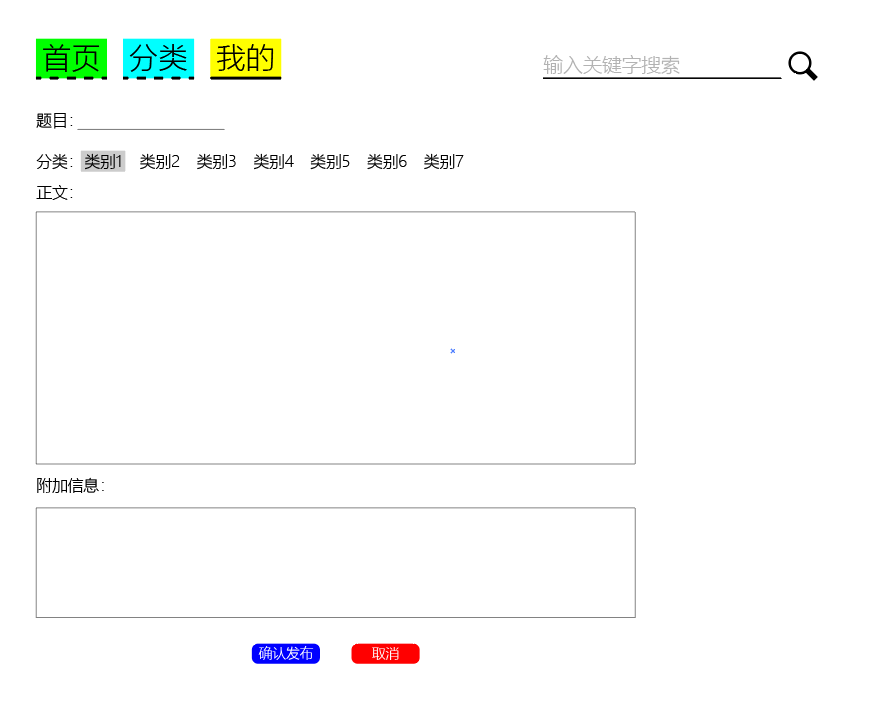 首页 分类 我的 输入关键字搜索
题目:
分类: 类别1 类别2 类别3 类别4 类别5 类别6 类别7
正文:
附加信息:
确认发布 取消